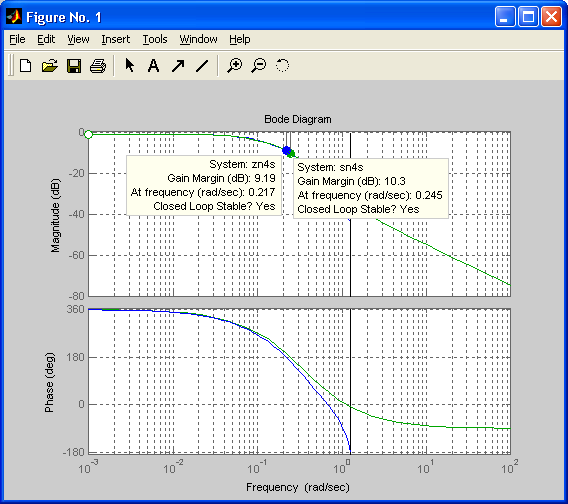 Figure No. 1
File Edit View Insert Tools Window Help
A
Bode Diagram
Magnitude (dB)
0
-20
-40
-60
-80
System: zn4s
Gain Margin (dB): 9.19
At frequency (rad/sec): 0.217
Closed Loop Stable? Yes
System: sn4s
Gain Margin (dB): 10.3
At frequency (rad/sec): 0.245
Closed Loop Stable? Yes
Phase (deg)
360
180
0
-180
10^-3 10^-2 10^-1 10^0 10^1 10^2
Frequency (rad/sec)